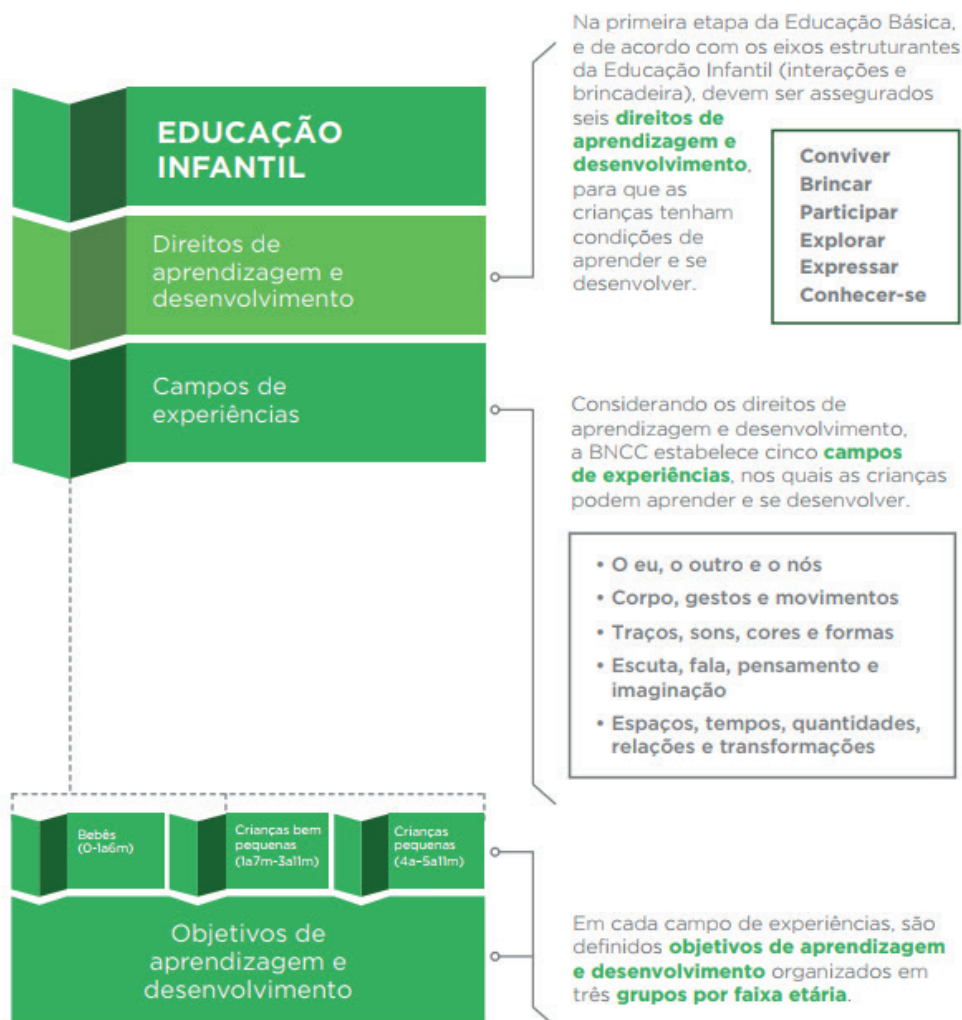 EDUCAÇÃO
INFANTIL
Direitos de
aprendizagem e
desenvolvimento
Na primeira etapa da Educação Básica,
e de acordo com os eixos estruturantes
da Educação Infantil (interações e
brincadeira), devem ser assegurados
seis direitos de
aprendizagem e
desenvolvimento,
para que as
crianças tenham
condições de
aprender e se
desenvolver.
Conviver
Brincar
Participar
Explorar
Expressar
Conhecer-se
Campos de
experiências
Considerando os direitos de
aprendizagem e desenvolvimento,
a BNCC estabelece cinco campos
de experiências, nos quais as crianças
podem aprender e se desenvolver.
• O eu, o outro e o nós
• Corpo, gestos e movimentos
• Traços, sons, cores e formas
• Escuta, fala, pensamento e
imaginação
• Espaços, tempos, quantidades,
relações e transformações
Bebês
(0-1a6m)
Crianças bem
pequenas
(1a7m-3a11m)
Crianças
pequenas
(4a-5a11m)
Objetivos de
aprendizagem e
desenvolvimento
Em cada campo de experiências, são
definidos objetivos de aprendizagem
e desenvolvimento organizados em
três grupos por faixa etária.